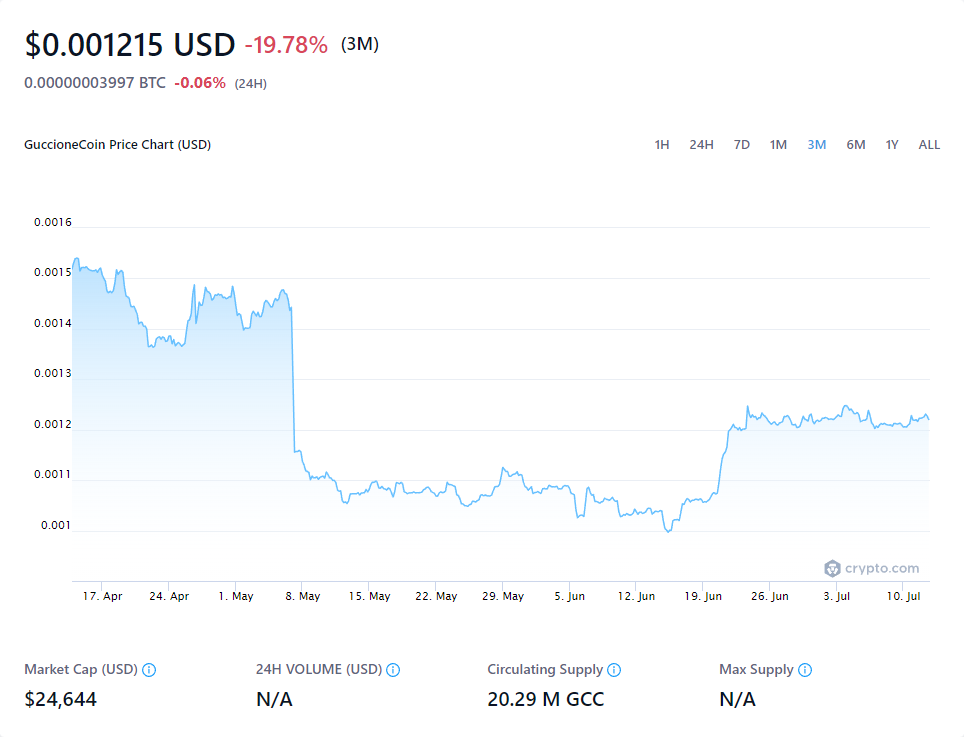 $0.001215 USD -19.78% (3M)
0.00000003997 BTC -0.06% (24H)
GuccioneCoin Price Chart (USD) 1H 24H 7D 1M 3M 6M 1Y ALL
0.0016
0.0015
0.0014
0.0013
0.0012
0.0011
0.001
crypto.com
17. Apr 24. Apr 1. May 8. May 15. May 22. May 29. May 5. Jun 12. Jun 19. Jun 26. Jun 3. Jul 10. Jul
Market Cap (USD) 24H VOLUME (USD) Circulating Supply Max Supply
$24,644 N/A 20.29 M GCC N/A